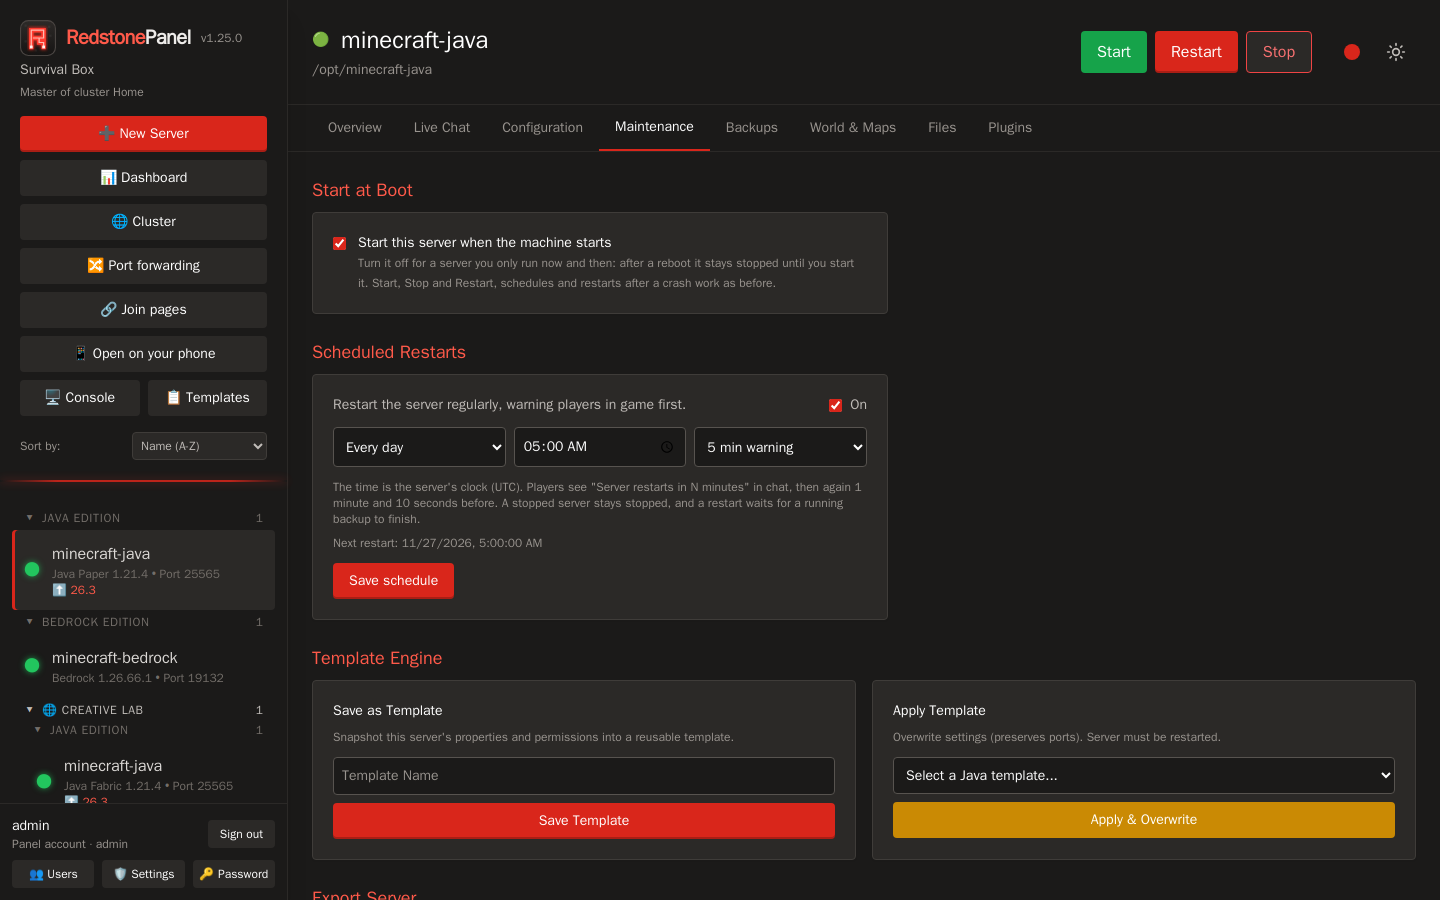 RedstonePanel v1.25.0
Survival Box
Master of cluster Home
➕ New Server
📊 Dashboard
🌐 Cluster
🔀 Port forwarding
🔗 Join pages
📱 Open on your phone
🖥️ Console
📋 Templates
Sort by:
Name (A-Z)
JAVA EDITION 1
minecraft-java
Java Paper 1.21.4 • Port 25565
⬆️ 26.3
BEDROCK EDITION 1
minecraft-bedrock
Bedrock 1.26.66.1 • Port 19132
🌐 CREATIVE LAB 1
JAVA EDITION 1
minecraft-java
Java Fabric 1.21.4 • Port 25565
⬆️ 26.3
admin
Panel account · admin
Sign out
👥 Users
🛡️ Settings
🔑 Password
minecraft-java
/opt/minecraft-java
Start
Restart
Stop
Overview
Live Chat
Configuration
Maintenance
Backups
World & Maps
Files
Plugins
Start at Boot
Start this server when the machine starts
Turn it off for a server you only run now and then: after a reboot it stays stopped until you start
it. Start, Stop and Restart, schedules and restarts after a crash work as before.
Scheduled Restarts
Restart the server regularly, warning players in game first.
On
Every day
05:00 AM
5 min warning
The time is the server's clock (UTC). Players see "Server restarts in N minutes" in chat, then again 1
minute and 10 seconds before. A stopped server stays stopped, and a restart waits for a running
backup to finish.
Next restart: 11/27/2026, 5:00:00 AM
Save schedule
Template Engine
Save as Template
Snapshot this server's properties and permissions into a reusable template.
Template Name
Save Template
Apply Template
Overwrite settings (preserves ports). Server must be restarted.
Select a Java template...
Apply & Overwrite
Export Server